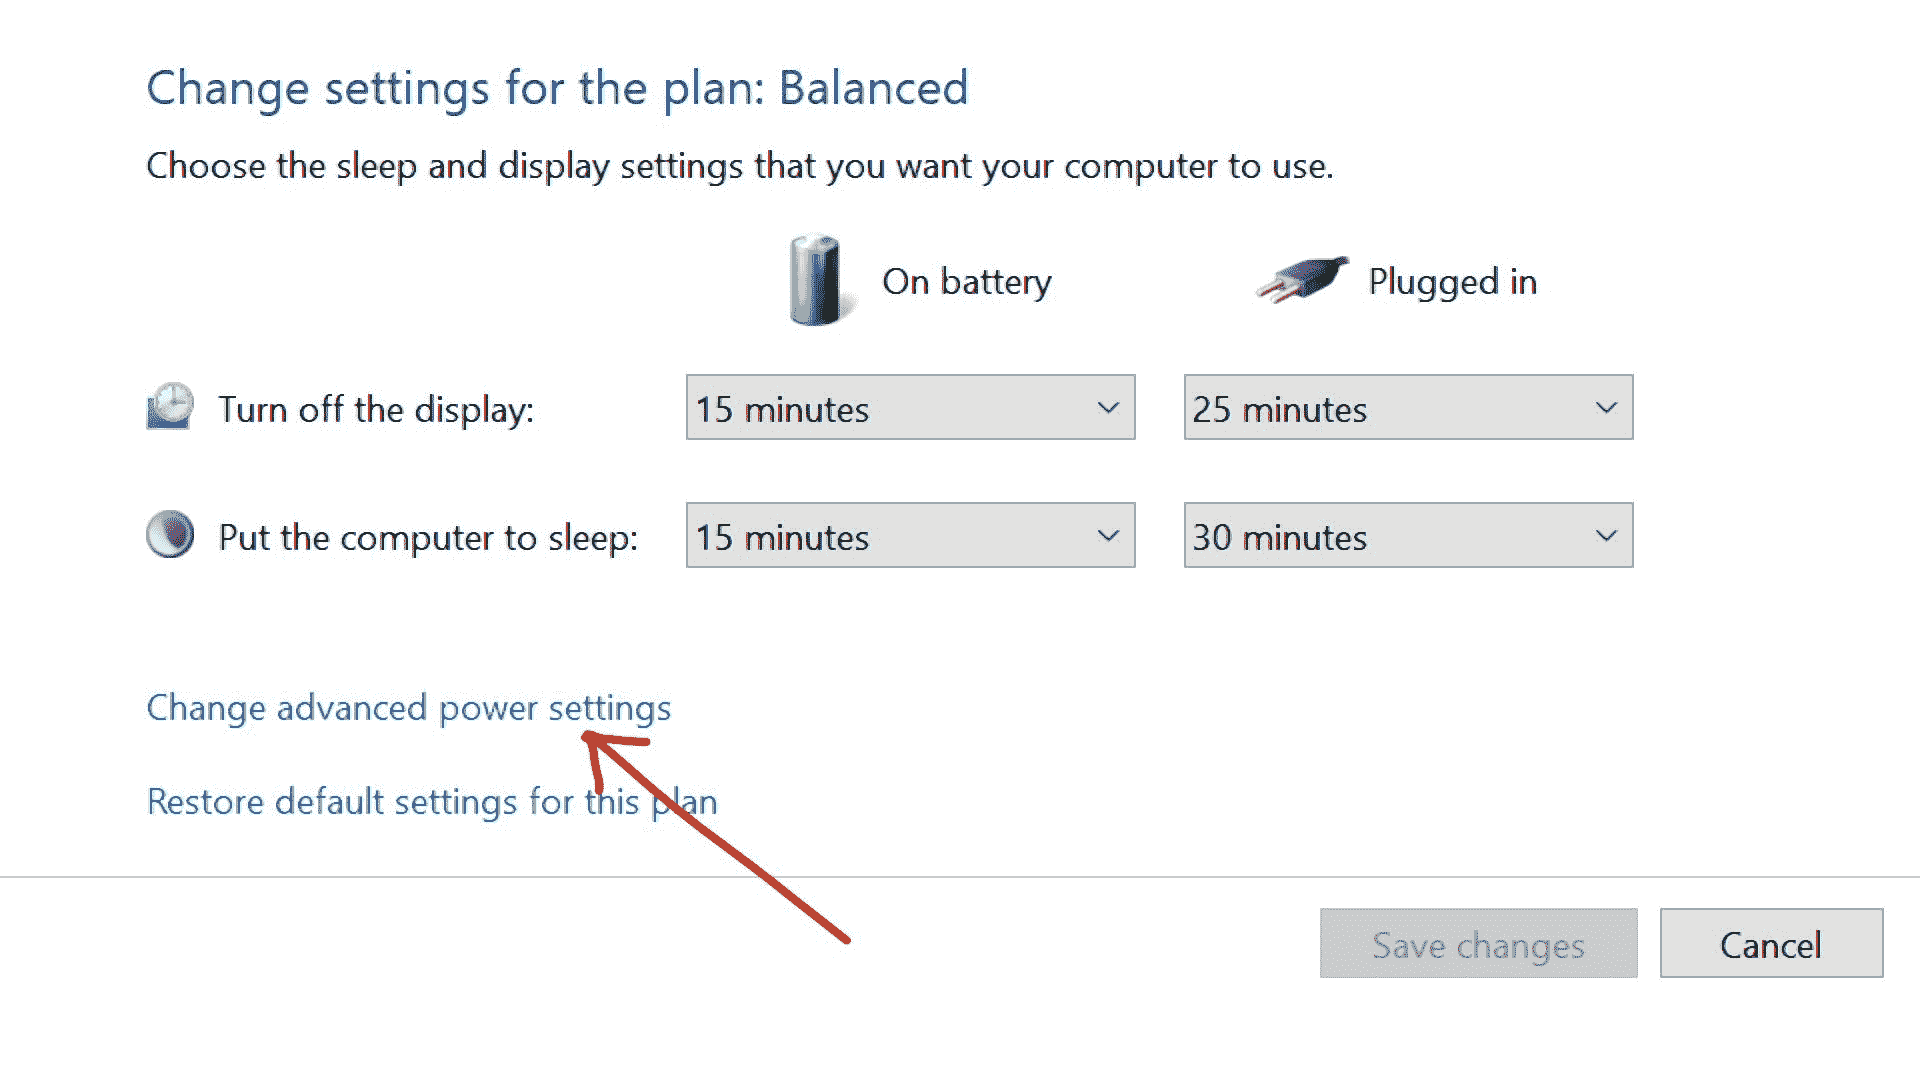 Change settings for the plan: Balanced
Choose the sleep and display settings that you want your computer to use.
On battery Plugged in
Turn off the display: 15 minutes 25 minutes
Put the computer to sleep: 15 minutes 30 minutes
Change advanced power settings
Restore default settings for this plan
Save changes Cancel